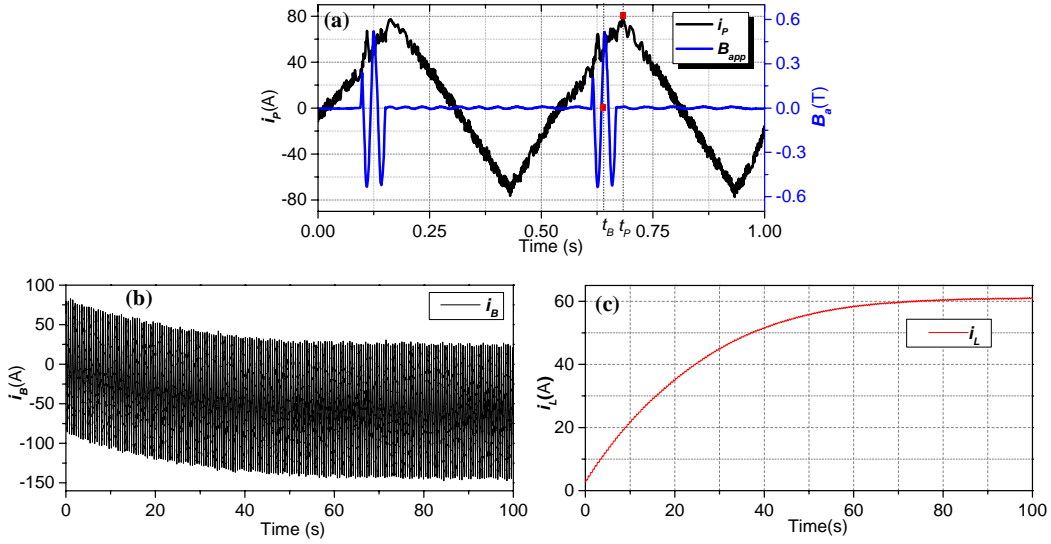 (a)
i_P
B_app
80
40
0
-40
-80
i_P(A)
0.6
0.3
0.0
-0.3
-0.6
B_a(T)
0.00 0.25 0.50 t_B t_P 0.75 1.00
Time (s)
(b)
i_B
100
50
0
-50
-100
-150
i_B(A)
0 20 40 60 80 100
Time (s)
(c)
i_L
60
40
20
0
i_L(A)
0 20 40 60 80 100
Time(s)